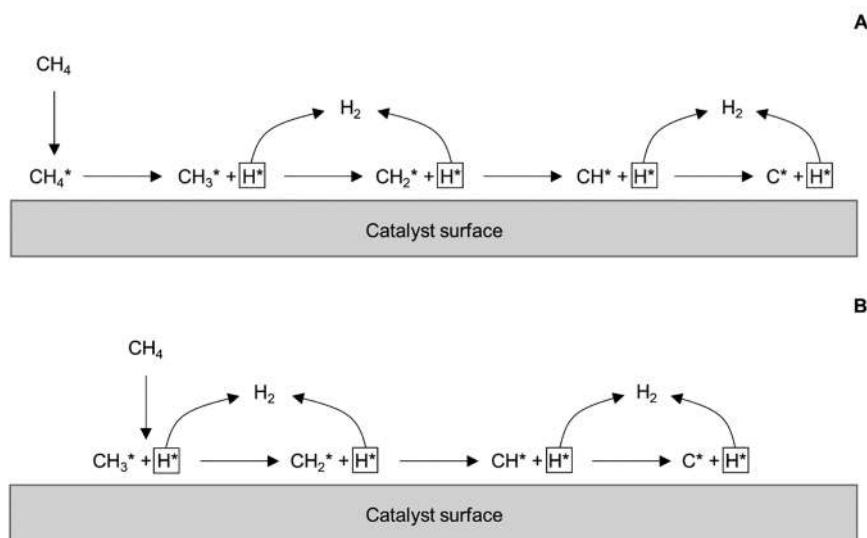 A
CH₄
H₂ H₂
CH₄* CH₃* + H* CH₂* + H* CH* + H* C* + H*
Catalyst surface
B
CH₄
H₂ H₂
CH₃* + H* CH₂* + H* CH* + H* C* + H*
Catalyst surface